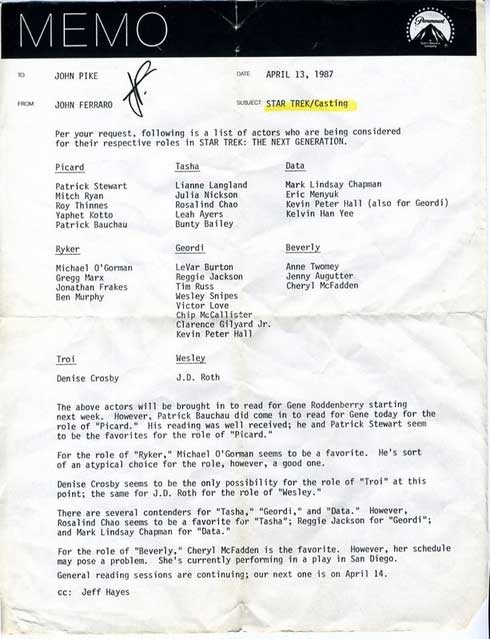 MEMO
Paramount
TO JOHN PIKE DATE APRIL 13, 1987
FROM JOHN FERRARO SUBJECT STAR TREK/Casting
Per your request, following is a list of actors who are being considered
for their respective roles in STAR TREK: THE NEXT GENERATION.
Picard Tasha Data
Patrick Stewart Lianne Langland Mark Lindsay Chapman
Mitch Ryan Julia Nickson Eric Menyuk
Roy Thinnes Rosalind Chao Kevin Peter Hall (also for Geordi)
Yaphet Kotto Leah Ayers Kelvin Han Yee
Patrick Bauchau Bunty Bailey
Ryker Geordi Beverly
Michael O'Gorman LeVar Burton Anne Twomey
Gregg Marx Reggie Jackson Jenny Augutter
Jonathan Frakes Tim Russ Cheryl McFadden
Ben Murphy Wesley Snipes
Victor Love
Chip McCallister
Clarence Gilyard Jr.
Kevin Peter Hall
Troi Wesley
Denise Crosby J.D. Roth
The above actors will be brought in to read for Gene Roddenberry starting
next week. However, Patrick Bauchau did come in to read for Gene today for the
role of "Picard." His reading was well received; he and Patrick Stewart seem
to be the favorites for the role of "Picard."
For the role of "Ryker," Michael O'Gorman seems to be a favorite. He's sort
of an atypical choice for the role, however, a good one.
Denise Crosby seems to be the only possibility for the role of "Troi" at this
point; the same for J.D. Roth for the role of "Wesley."
There are several contenders for "Tasha," "Geordi," and "Data." However,
Rosalind Chao seems to be a favorite for "Tasha"; Reggie Jackson for "Geordi";
and Mark Lindsay Chapman for "Data."
For the role of "Beverly," Cheryl McFadden is the favorite. However, her schedule
may pose a problem. She's currently performing in a play in San Diego.
General reading sessions are continuing; our next one is on April 14.
cc: Jeff Hayes